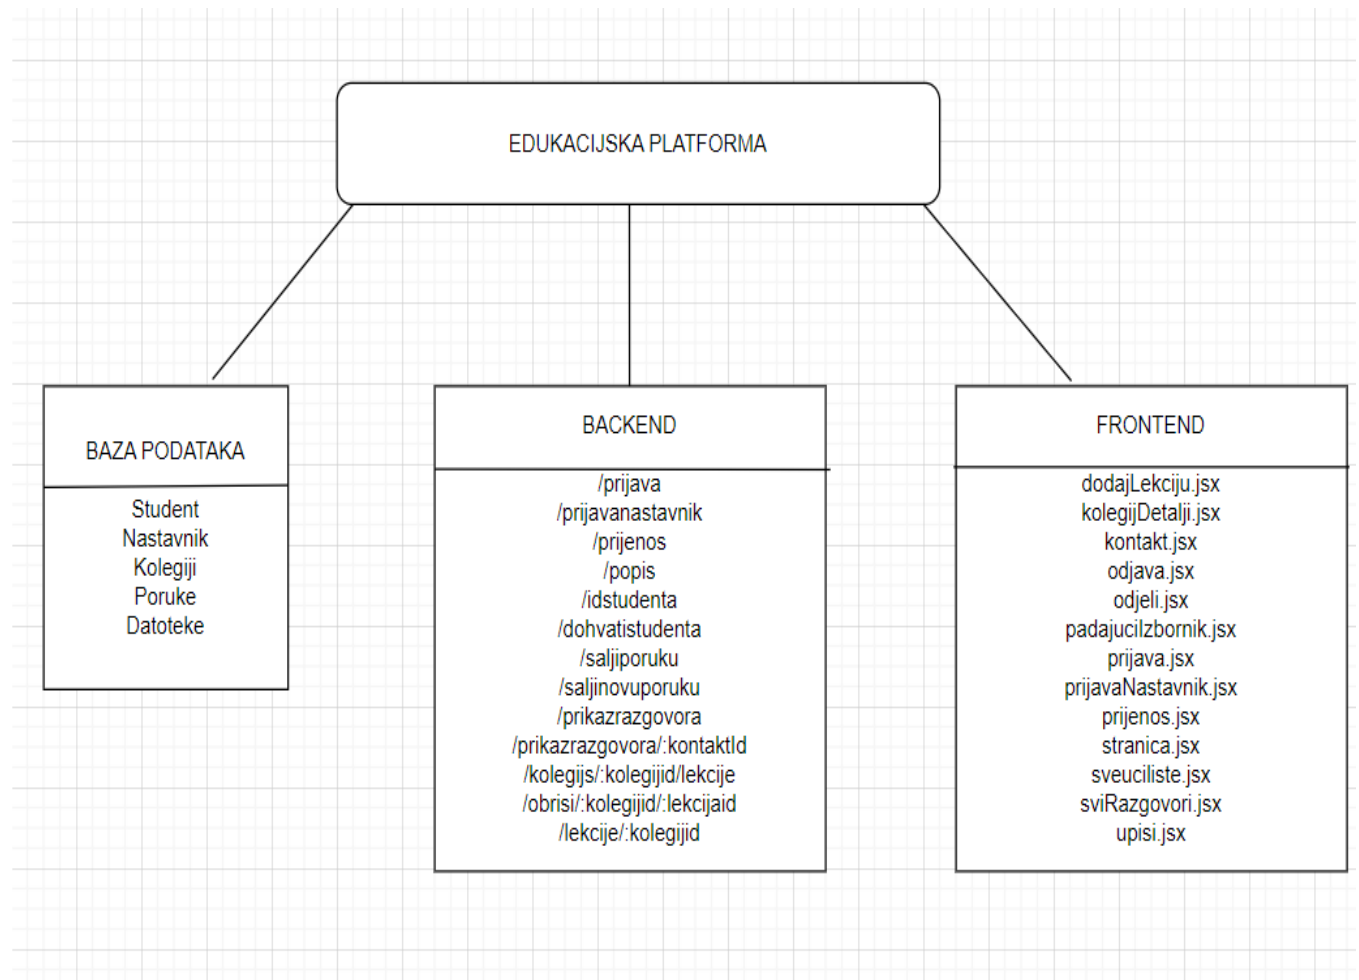 EDUKACIJSKA PLATFORMA
BAZA PODATAKA
Student
Nastavnik
Kolegiji
Poruke
Datoteke
BACKEND
/prijava
/prijavanastavnik
/prijenos
/popis
/idstudenta
/dohvatistudenta
/saljiporuku
/saljinovuporuku
/prikazrazgovora
/prikazrazgovora/:kontaktId
/kolegijs/:kolegijid/lekcije
/obrisi/:kolegijid/:lekcijaid
/lekcije/:kolegijid
FRONTEND
dodajLekciju.jsx
kolegijDetalji.jsx
kontakt.jsx
odjava.jsx
odjeli.jsx
padajuciIzbornik.jsx
prijava.jsx
prijavaNastavnik.jsx
prijenos.jsx
stranica.jsx
sveuciliste.jsx
sviRazgovori.jsx
upisi.jsx